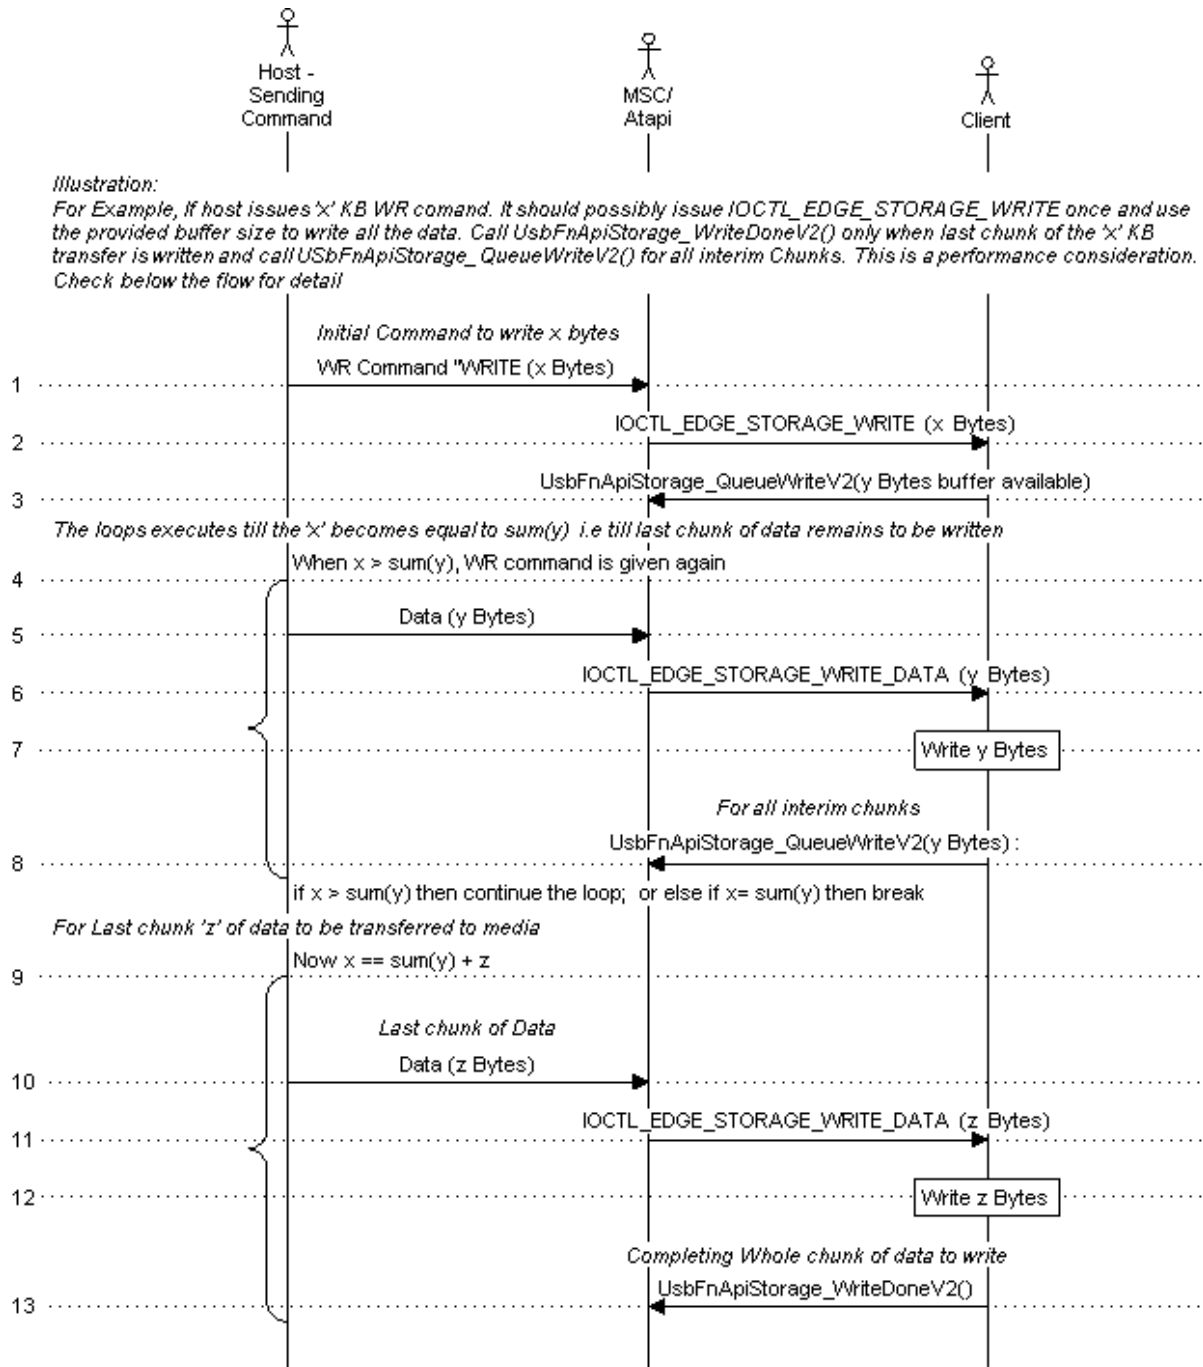 Host -
Sending
Command
MSC/
Atapi
Client
Illustration:
For Example, If host issues 'x' KB WR comand. It should possibly issue IOCTL_EDGE_STORAGE_WRITE once and use
the provided buffer size to write all the data. Call UsbFnApiStorage_WriteDoneV2() only when last chunk of the 'x' KB
transfer is written and call USbFnApiStorage_QueueWriteV2() for all interim Chunks. This is a performance consideration.
Check below the flow for detail
Initial Command to write x bytes
WR Command "WRITE (x Bytes)
1
IOCTL_EDGE_STORAGE_WRITE (x Bytes)
2
UsbFnApiStorage_QueueWriteV2(y Bytes buffer available)
3
The loops executes till the 'x' becomes equal to sum(y) i.e till last chunk of data remains to be written
When x > sum(y), WR command is given again
4
Data (y Bytes)
5
IOCTL_EDGE_STORAGE_WRITE_DATA (y Bytes)
6
7
Write y Bytes
For all interim chunks
UsbFnApiStorage_QueueWriteV2(y Bytes) :
8
if x > sum(y) then continue the loop; or else if x= sum(y) then break
For Last chunk 'z' of data to be transferred to media
Now x == sum(y) + z
9
Last chunk of Data
Data (z Bytes)
10
IOCTL_EDGE_STORAGE_WRITE_DATA (z Bytes)
11
12
Write z Bytes
Completing Whole chunk of data to write
UsbFnApiStorage_WriteDoneV2()
13